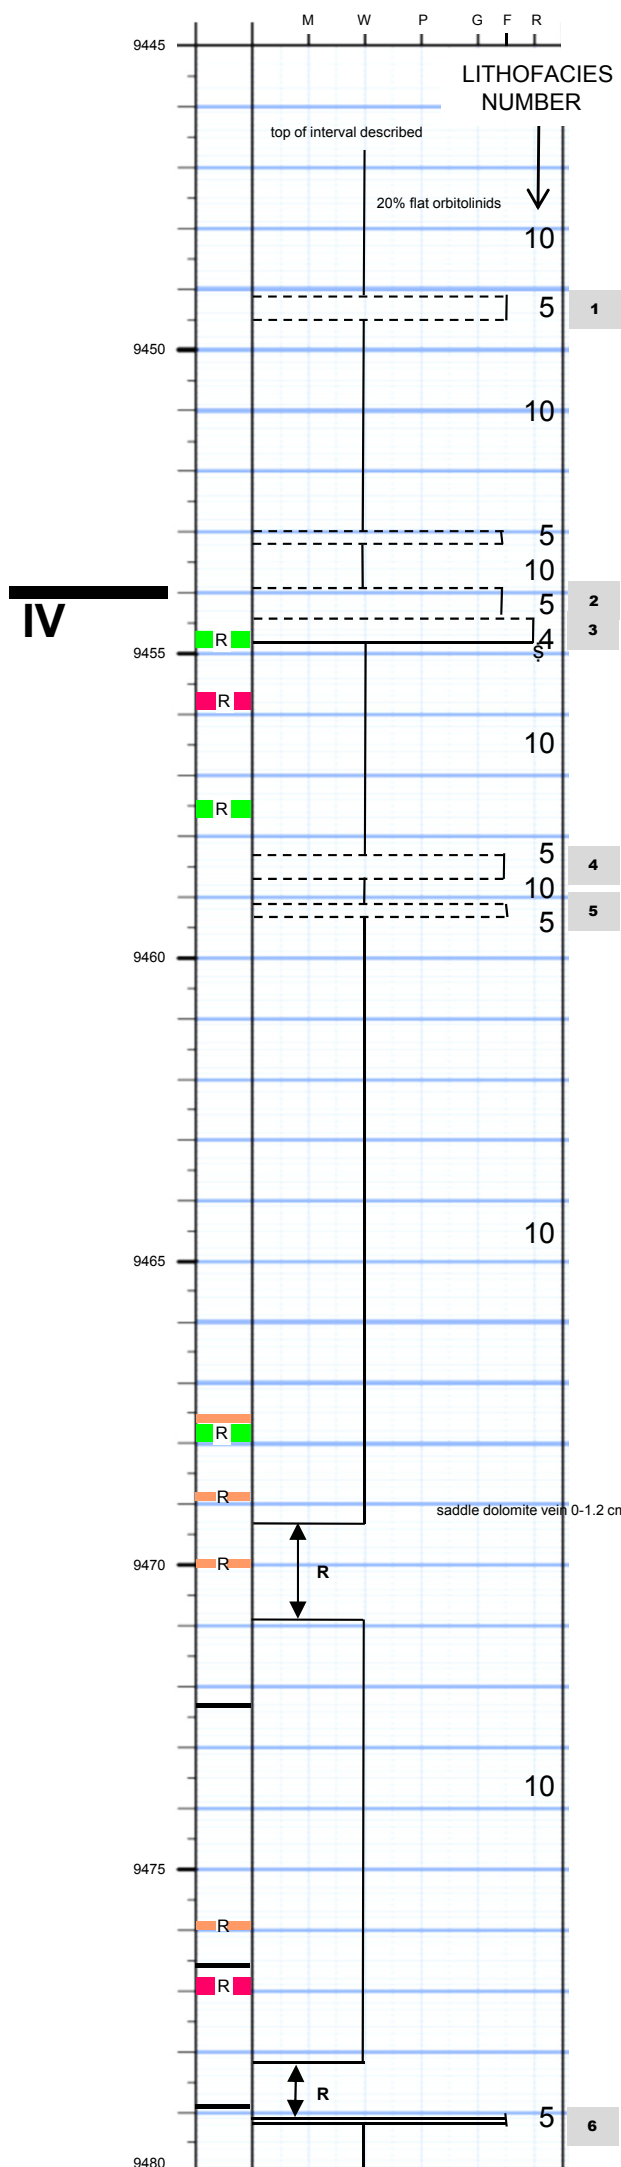 M W P G F R
9445
LITHOFACIES
NUMBER
top of interval described
20% flat orbitolinids
10
5 1
9450
10
5
10
5 2
IV
4 3
R
S
9455
R
10
R
5 4
10
5 5
9460
10
9465
R
R
saddle dolomite vein 0-1.2 cm
9470
R R
10
9475
R
R
R
5 6
9480